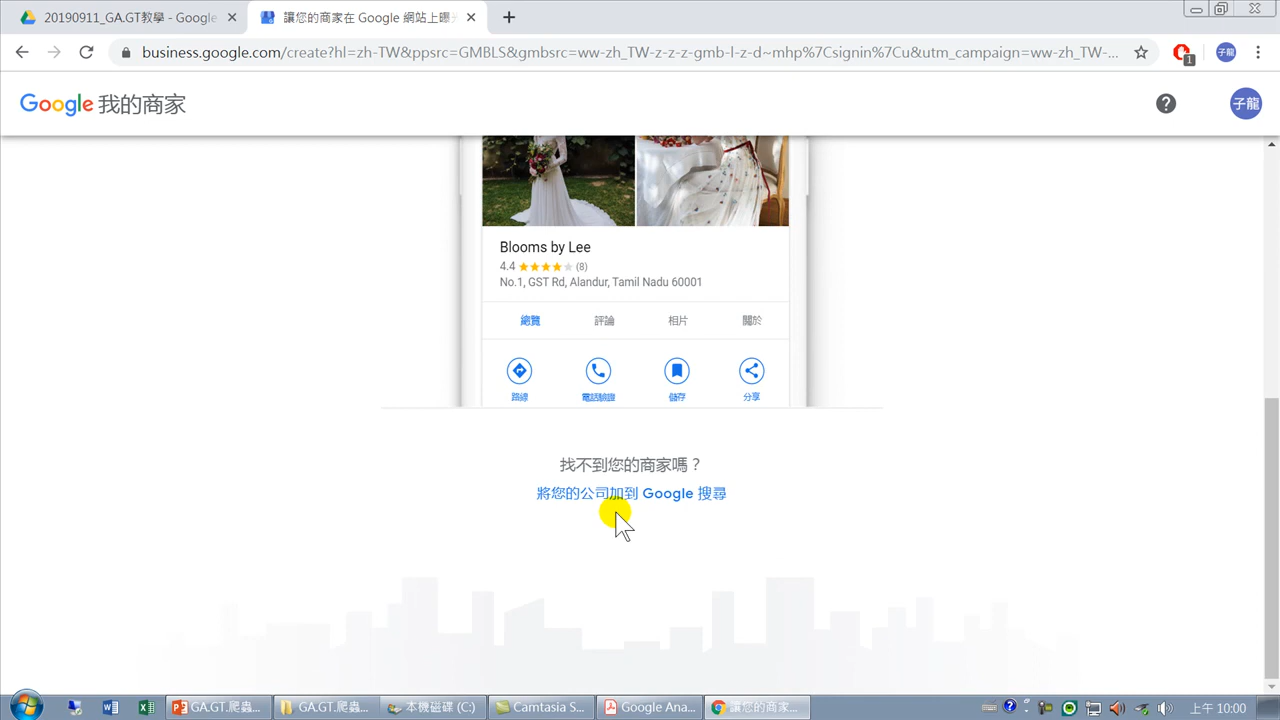 20190911_GA.GT教學 - Google
讓您的商家在 Google 網站上曝光
business.google.com/create?hl=zh-TW&ppsrc=GMBLS&gmbsrc=ww-zh_TW-z-z-z-gmb-l-z-d~mhp%7Csignin%7Cu&utm_campaign=ww-zh_TW-...
1
子龍
Google 我的商家
子龍
Blooms by Lee
4.4 (8)
No.1, GST Rd, Alandur, Tamil Nadu 60001
總覽 評論 相片 關於
路線 電話驗證 儲存 分享
找不到您的商家嗎？
將您的公司加到 Google 搜尋
GA.GT.爬蟲... GA.GT.爬蟲... 本機磁碟 (C:) Camtasia S... Google Ana... 讓您的商家... 上午 10:00